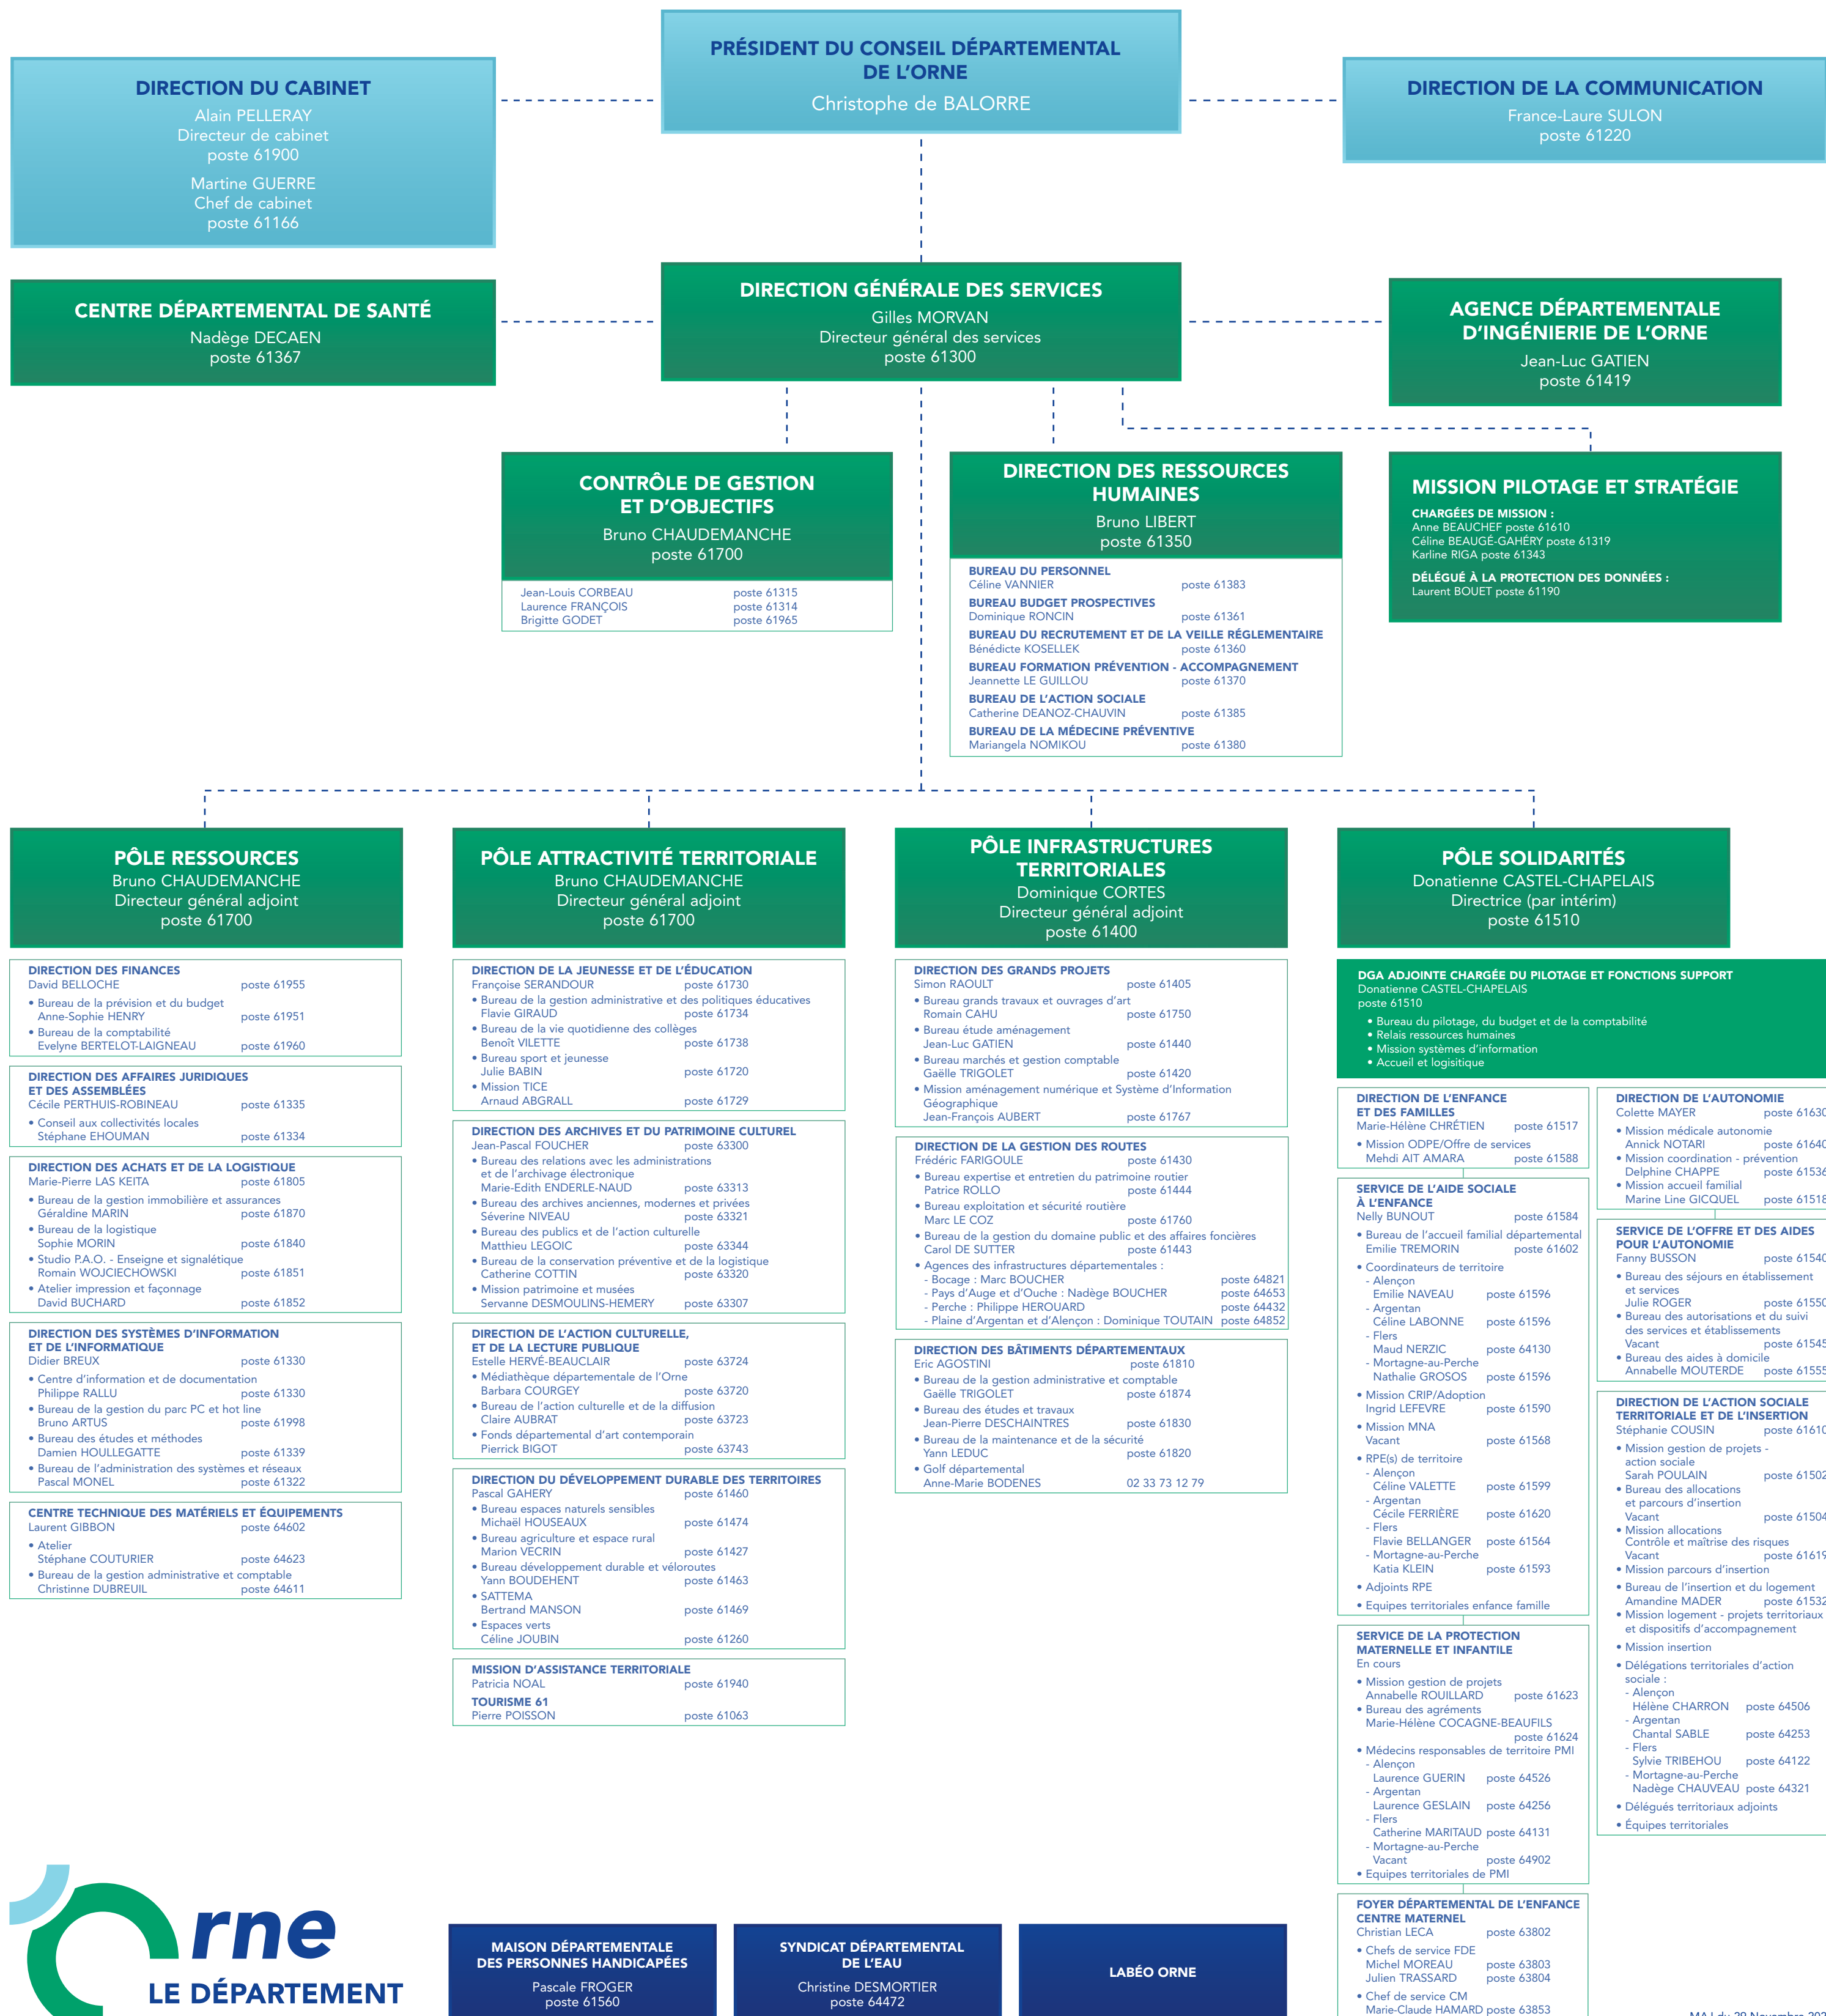 PRÉSIDENT DU CONSEIL DÉPARTEMENTAL
DE L'ORNE
Christophe de BALORRE
DIRECTION DU CABINET
Alain PELLERAY
Directeur de cabinet
poste 61900
Martine GUERRE
Chef de cabinet
poste 61166
DIRECTION DE LA COMMUNICATION
France-Laure SULON
poste 61220
CENTRE DÉPARTEMENTAL DE SANTÉ
Nadège DECAEN
poste 61367
DIRECTION GÉNÉRALE DES SERVICES
Gilles MORVAN
Directeur général des services
poste 61300
AGENCE DÉPARTEMENTALE
D'INGÉNIERIE DE L'ORNE
Jean-Luc GATIEN
poste 61419
CONTRÔLE DE GESTION
ET D'OBJECTIFS
Bruno CHAUDEMANCHE
poste 61700
Jean-Louis CORBEAU poste 61315
Laurence FRANÇOIS poste 61314
Brigitte GODET poste 61965
DIRECTION DES RESSOURCES
HUMAINES
Bruno LIBERT
poste 61350
BUREAU DU PERSONNEL
Céline VANNIER poste 61383
BUREAU BUDGET PROSPECTIVES
Dominique RONCIN poste 61361
BUREAU DU RECRUTEMENT ET DE LA VEILLE RÉGLEMENTAIRE
Bénédicte KOSELLEK poste 61360
BUREAU FORMATION PRÉVENTION - ACCOMPAGNEMENT
Jeannette LE GUILLOU poste 61370
BUREAU DE L'ACTION SOCIALE
Catherine DEANOZ-CHAUVIN poste 61385
BUREAU DE LA MÉDECINE PRÉVENTIVE
Mariangela NOMIKOU poste 61380
MISSION PILOTAGE ET STRATÉGIE
CHARGÉES DE MISSION :
Anne BEAUCHEF poste 61610
Céline BEAUGÉ-GAHÉRY poste 61319
Karline RIGA poste 61343
DÉLÉGUÉ À LA PROTECTION DES DONNÉES :
Laurent BOUET poste 61190
PÔLE RESSOURCES
Bruno CHAUDEMANCHE
Directeur général adjoint
poste 61700
DIRECTION DES FINANCES
David BELLOCHE poste 61955
• Bureau de la prévision et du budget
Anne-Sophie HENRY poste 61951
• Bureau de la comptabilité
Evelyne BERTELOT-LAIGNEAU poste 61960
DIRECTION DES AFFAIRES JURIDIQUES
ET DES ASSEMBLÉES
Cécile PERTHUIS-ROBINEAU poste 61335
• Conseil aux collectivités locales
Stéphane EHOUMAN poste 61334
DIRECTION DES ACHATS ET DE LA LOGISTIQUE
Marie-Pierre LAS KEITA poste 61805
• Bureau de la gestion immobilière et assurances
Géraldine MARIN poste 61870
• Bureau de la logistique
Sophie MORIN poste 61840
• Studio P.A.O. - Enseigne et signalétique
Romain WOJCIECHOWSKI poste 61851
• Atelier impression et façonnage
David BUCHARD poste 61852
DIRECTION DES SYSTÈMES D'INFORMATION
ET DE L'INFORMATIQUE
Didier BREUX poste 61330
• Centre d'information et de documentation
Philippe RALLU poste 61330
• Bureau de la gestion du parc PC et hot line
Bruno ARTUS poste 61998
• Bureau des études et méthodes
Damien HOULLEGATTE poste 61339
• Bureau de l'administration des systèmes et réseaux
Pascal MONEL poste 61322
CENTRE TECHNIQUE DES MATÉRIELS ET ÉQUIPEMENTS
Laurent GIBBON poste 64602
• Atelier
Stéphane COUTURIER poste 64623
• Bureau de la gestion administrative et comptable
Christinne DUBREUIL poste 64611
PÔLE ATTRACTIVITÉ TERRITORIALE
Bruno CHAUDEMANCHE
Directeur général adjoint
poste 61700
DIRECTION DE LA JEUNESSE ET DE L'ÉDUCATION
Françoise SERANDOUR poste 61730
• Bureau de la gestion administrative et des politiques éducatives
Flavie GIRAUD poste 61734
• Bureau de la vie quotidienne des collèges
Benoît VILETTE poste 61738
• Bureau sport et jeunesse
Julie BABIN poste 61720
• Mission TICE
Arnaud ABGRALL poste 61729
DIRECTION DES ARCHIVES ET DU PATRIMOINE CULTUREL
Jean-Pascal FOUCHER poste 63300
• Bureau des relations avec les administrations
et de l'archivage électronique
Marie-Edith ENDERLE-NAUD poste 63313
• Bureau des archives anciennes, modernes et privées
Séverine NIVEAU poste 63321
• Bureau des publics et de l'action culturelle
Matthieu LEGOIC poste 63344
• Bureau de la conservation préventive et de la logistique
Catherine COTTIN poste 63320
• Mission patrimoine et musées
Servanne DESMOULINS-HEMERY poste 63307
DIRECTION DE L'ACTION CULTURELLE,
ET DE LA LECTURE PUBLIQUE
Estelle HERVÉ-BEAUCLAIR poste 63724
• Médiathèque départementale de l'Orne
Barbara COURGEY poste 63720
• Bureau de l'action culturelle et de la diffusion
Claire AUBRAT poste 63723
• Fonds départemental d'art contemporain
Pierrick BIGOT poste 63743
DIRECTION DU DÉVELOPPEMENT DURABLE DES TERRITOIRES
Pascal GAHERY poste 61460
• Bureau espaces naturels sensibles
Michaël HOUSEAUX poste 61474
• Bureau agriculture et espace rural
Marion VECRIN poste 61427
• Bureau développement durable et véloroutes
Yann BOUDEHENT poste 61463
• SATTEMA
Bertrand MANSON poste 61469
• Espaces verts
Céline JOUBIN poste 61260
MISSION D'ASSISTANCE TERRITORIALE
Patricia NOAL poste 61940
TOURISME 61
Pierre POISSON poste 61063
PÔLE INFRASTRUCTURES
TERRITORIALES
Dominique CORTES
Directeur général adjoint
poste 61400
DIRECTION DES GRANDS PROJETS
Simon RAOULT poste 61405
• Bureau grands travaux et ouvrages d'art
Romain CAHU poste 61750
• Bureau étude aménagement
Jean-Luc GATIEN poste 61440
• Bureau marchés et gestion comptable
Gaëlle TRIGOLET poste 61420
• Mission aménagement numérique et Système d'Information
Géographique
Jean-François AUBERT poste 61767
DIRECTION DE LA GESTION DES ROUTES
Frédéric FARIGOULE poste 61430
• Bureau expertise et entretien du patrimoine routier
Patrice ROLLO poste 61444
• Bureau exploitation et sécurité routière
Marc LE COZ poste 61760
• Bureau de la gestion du domaine public et des affaires foncières
Carol DE SUTTER poste 61443
• Agences des infrastructures départementales :
- Bocage : Marc BOUCHER poste 64821
- Pays d'Auge et d'Ouche : Nadège BOUCHER poste 64653
- Perche : Philippe HEROUARD poste 64432
- Plaine d'Argentan et d'Alençon : Dominique TOUTAIN poste 64852
DIRECTION DES BÂTIMENTS DÉPARTEMENTAUX
Eric AGOSTINI poste 61810
• Bureau de la gestion administrative et comptable
Gaëlle TRIGOLET poste 61874
• Bureau des études et travaux
Jean-Pierre DESCHAINTRES poste 61830
• Bureau de la maintenance et de la sécurité
Yann LEDUC poste 61820
• Golf départemental
Anne-Marie BODENES 02 33 73 12 79
PÔLE SOLIDARITÉS
Donatienne CASTEL-CHAPELAIS
Directrice (par intérim)
poste 61510
DGA ADJOINTE CHARGÉE DU PILOTAGE ET FONCTIONS SUPPORT
Donatienne CASTEL-CHAPELAIS
poste 61510
• Bureau du pilotage, du budget et de la comptabilité
• Relais ressources humaines
• Mission systèmes d'information
• Accueil et logisitique
DIRECTION DE L'ENFANCE
ET DES FAMILLES
Marie-Hélène CHRÉTIEN poste 61517
• Mission ODPE/Offre de services
Mehdi AIT AMARA poste 61588
SERVICE DE L'AIDE SOCIALE
À L'ENFANCE
Nelly BUNOUT poste 61584
• Bureau de l'accueil familial départemental
Emilie TREMORIN poste 61602
• Coordinateurs de territoire
- Alençon
Emilie NAVEAU poste 61596
- Argentan
Céline LABONNE poste 61596
- Flers
Maud NERZIC poste 64130
- Mortagne-au-Perche
Nathalie GROSOS poste 61596
• Mission CRIP/Adoption
Ingrid LEFEVRE poste 61590
• Mission MNA
Vacant poste 61568
• RPE(s) de territoire
- Alençon
Céline VALETTE poste 61599
- Argentan
Cécile FERRIÈRE poste 61620
- Flers
Flavie BELLANGER poste 61564
- Mortagne-au-Perche
Katia KLEIN poste 61593
• Adjoints RPE
• Equipes territoriales enfance famille
SERVICE DE LA PROTECTION
MATERNELLE ET INFANTILE
En cours
• Mission gestion de projets
Annabelle ROUILLARD poste 61623
• Bureau des agréments
Marie-Hélène COCAGNE-BEAUFILS
poste 61624
• Médecins responsables de territoire PMI
- Alençon
Laurence GUERIN poste 64526
- Argentan
Laurence GESLAIN poste 64256
- Flers
Catherine MARITAUD poste 64131
- Mortagne-au-Perche
Vacant poste 64902
• Equipes territoriales de PMI
FOYER DÉPARTEMENTAL DE L'ENFANCE
CENTRE MATERNEL
Christian LECA poste 63802
• Chefs de service FDE
Michel MOREAU poste 63803
Julien TRASSARD poste 63804
• Chef de service CM
Marie-Claude HAMARD poste 63853
DIRECTION DE L'AUTONOMIE
Colette MAYER poste 61630
• Mission médicale autonomie
Annick NOTARI poste 61640
• Mission coordination - prévention
Delphine CHAPPE poste 61536
• Mission accueil familial
Marine Line GICQUEL poste 61518
SERVICE DE L'OFFRE ET DES AIDES
POUR L'AUTONOMIE
Fanny BUSSON poste 61540
• Bureau des séjours en établissement
et services
Julie ROGER poste 61550
• Bureau des autorisations et du suivi
des services et établissements
Vacant poste 61545
• Bureau des aides à domicile
Annabelle MOUTERDE poste 61555
DIRECTION DE L'ACTION SOCIALE
TERRITORIALE ET DE L'INSERTION
Stéphanie COUSIN poste 61610
• Mission gestion de projets -
action sociale
Sarah POULAIN poste 61502
• Bureau des allocations
et parcours d'insertion
Vacant poste 61504
• Mission allocations
Contrôle et maîtrise des risques
Vacant poste 61619
• Mission parcours d'insertion
• Bureau de l'insertion et du logement
Amandine MADER poste 61532
• Mission logement - projets territoriaux
et dispositifs d'accompagnement
• Mission insertion
• Délégations territoriales d'action
sociale :
- Alençon
Hélène CHARRON poste 64506
- Argentan
Chantal SABLE poste 64253
- Flers
Sylvie TRIBEHOU poste 64122
- Mortagne-au-Perche
Nadège CHAUVEAU poste 64321
• Délégués territoriaux adjoints
• Équipes territoriales
Orne
LE DÉPARTEMENT
MAISON DÉPARTEMENTALE
DES PERSONNES HANDICAPÉES
Pascale FROGER
poste 61560
SYNDICAT DÉPARTEMENTAL
DE L'EAU
Christine DESMORTIER
poste 64472
LABÉO ORNE
MAJ du 29 Novembre